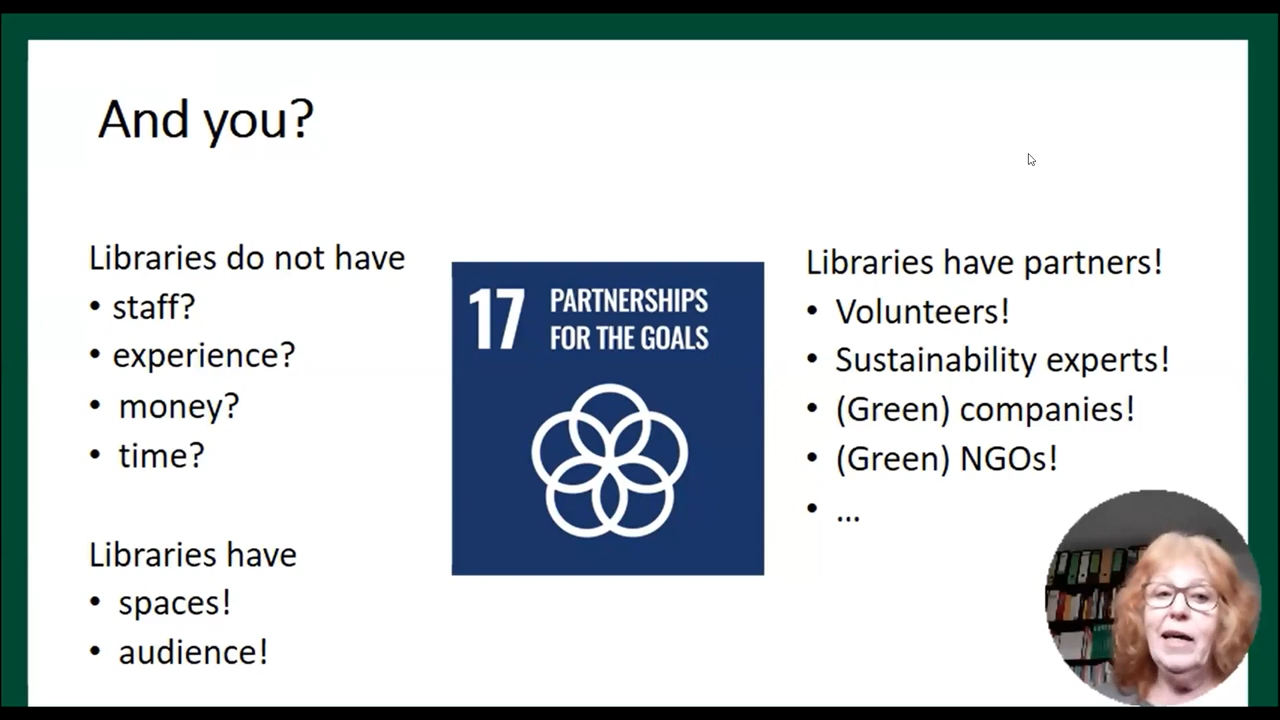 And you?
Libraries do not have
• staff?
• experience?
• money?
• time?
Libraries have
• spaces!
• audience!
17 PARTNERSHIPS
FOR THE GOALS
Libraries have partners!
• Volunteers!
• Sustainability experts!
• (Green) companies!
• (Green) NGOs!
• ...